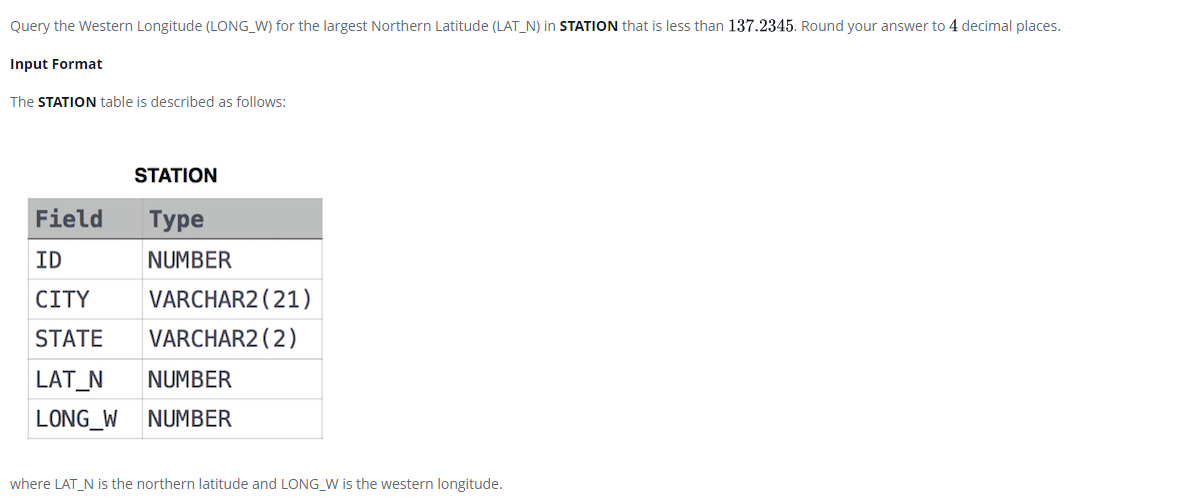 Query the Western Longitude (LONG_W) for the largest Northern Latitude (LAT_N) in STATION that is less than 137.2345. Round your answer to 4 decimal places.
Input Format
The STATION table is described as follows:
STATION
Field Type
ID NUMBER
CITY VARCHAR2(21)
STATE VARCHAR2(2)
LAT_N NUMBER
LONG_W NUMBER
where LAT_N is the northern latitude and LONG_W is the western longitude.